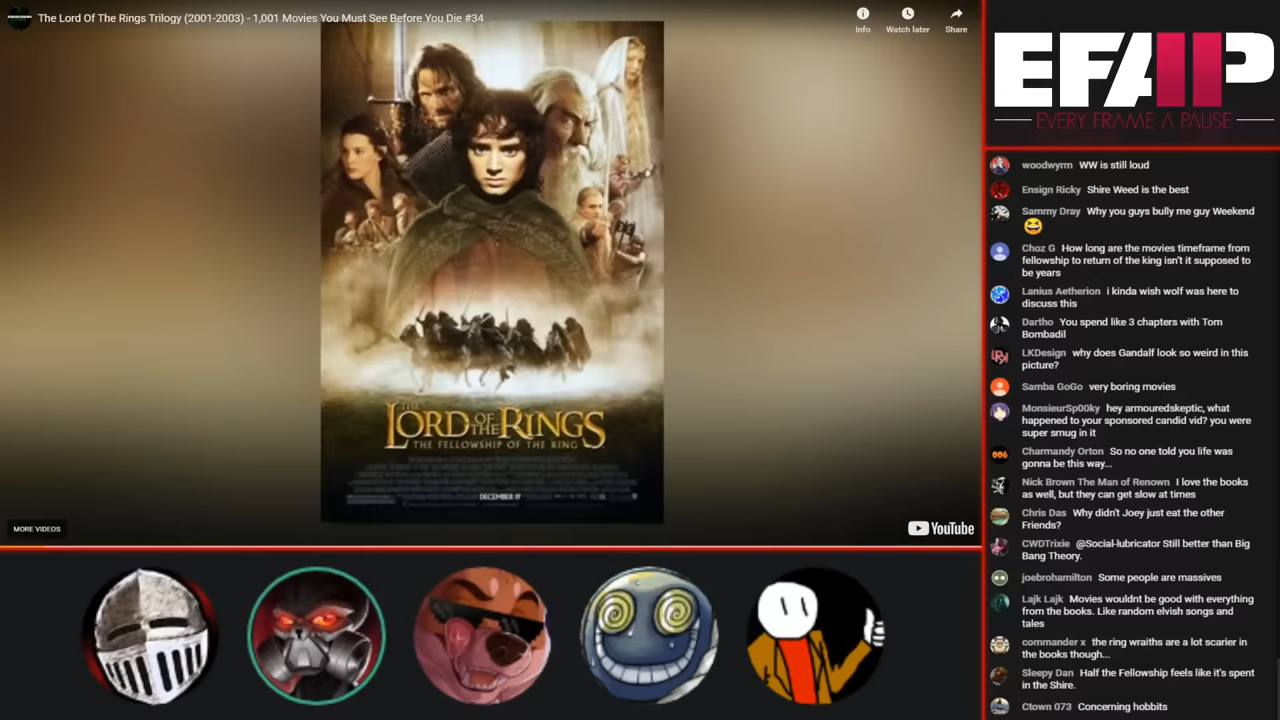 The Lord Of The Rings Trilogy (2001-2003) - 1,001 Movies You Must See Before You Die #34
Info
Watch later
Share
THE
LORD OF THE RINGS
THE FELLOWSHIP OF THE RING
DECEMBER 19
MORE VIDEOS
YouTube
EFAP
EVERY FRAME A PAUSE
woodwyrm WW is still loud
Ensign Ricky Shire Weed is the best
Sammy Dray Why you guys bully me guy Weekend
😆
Choz G How long are the movies timeframe from
fellowship to return of the king isn't it supposed to
be years
Lanius Aetherion i kinda wish wolf was here to
discuss this
Dartho You spend like 3 chapters with Tom
Bombadil
LKDesign why does Gandalf look so weird in this
picture?
Samba GoGo very boring movies
MonsieurSp00ky hey armouredskeptic, what
happened to your sponsored candid vid? you were
super smug in it
Charmandy Orton So no one told you life was
gonna be this way...
Nick Brown The Man of Renown I love the books
as well, but they can get slow at times
Chris Das Why didn't Joey just eat the other
Friends?
CWDTrixie @Social-lubricator Still better than Big
Bang Theory.
joebrohamilton Some people are massives
Lajk Lajk Movies wouldnt be good with everything
from the books. Like random elvish songs and
tales
commander x the ring wraiths are a lot scarier in
the books though...
Sleepy Dan Half the Fellowship feels like it's spent
in the Shire.
Ctown 073 Concerning hobbits